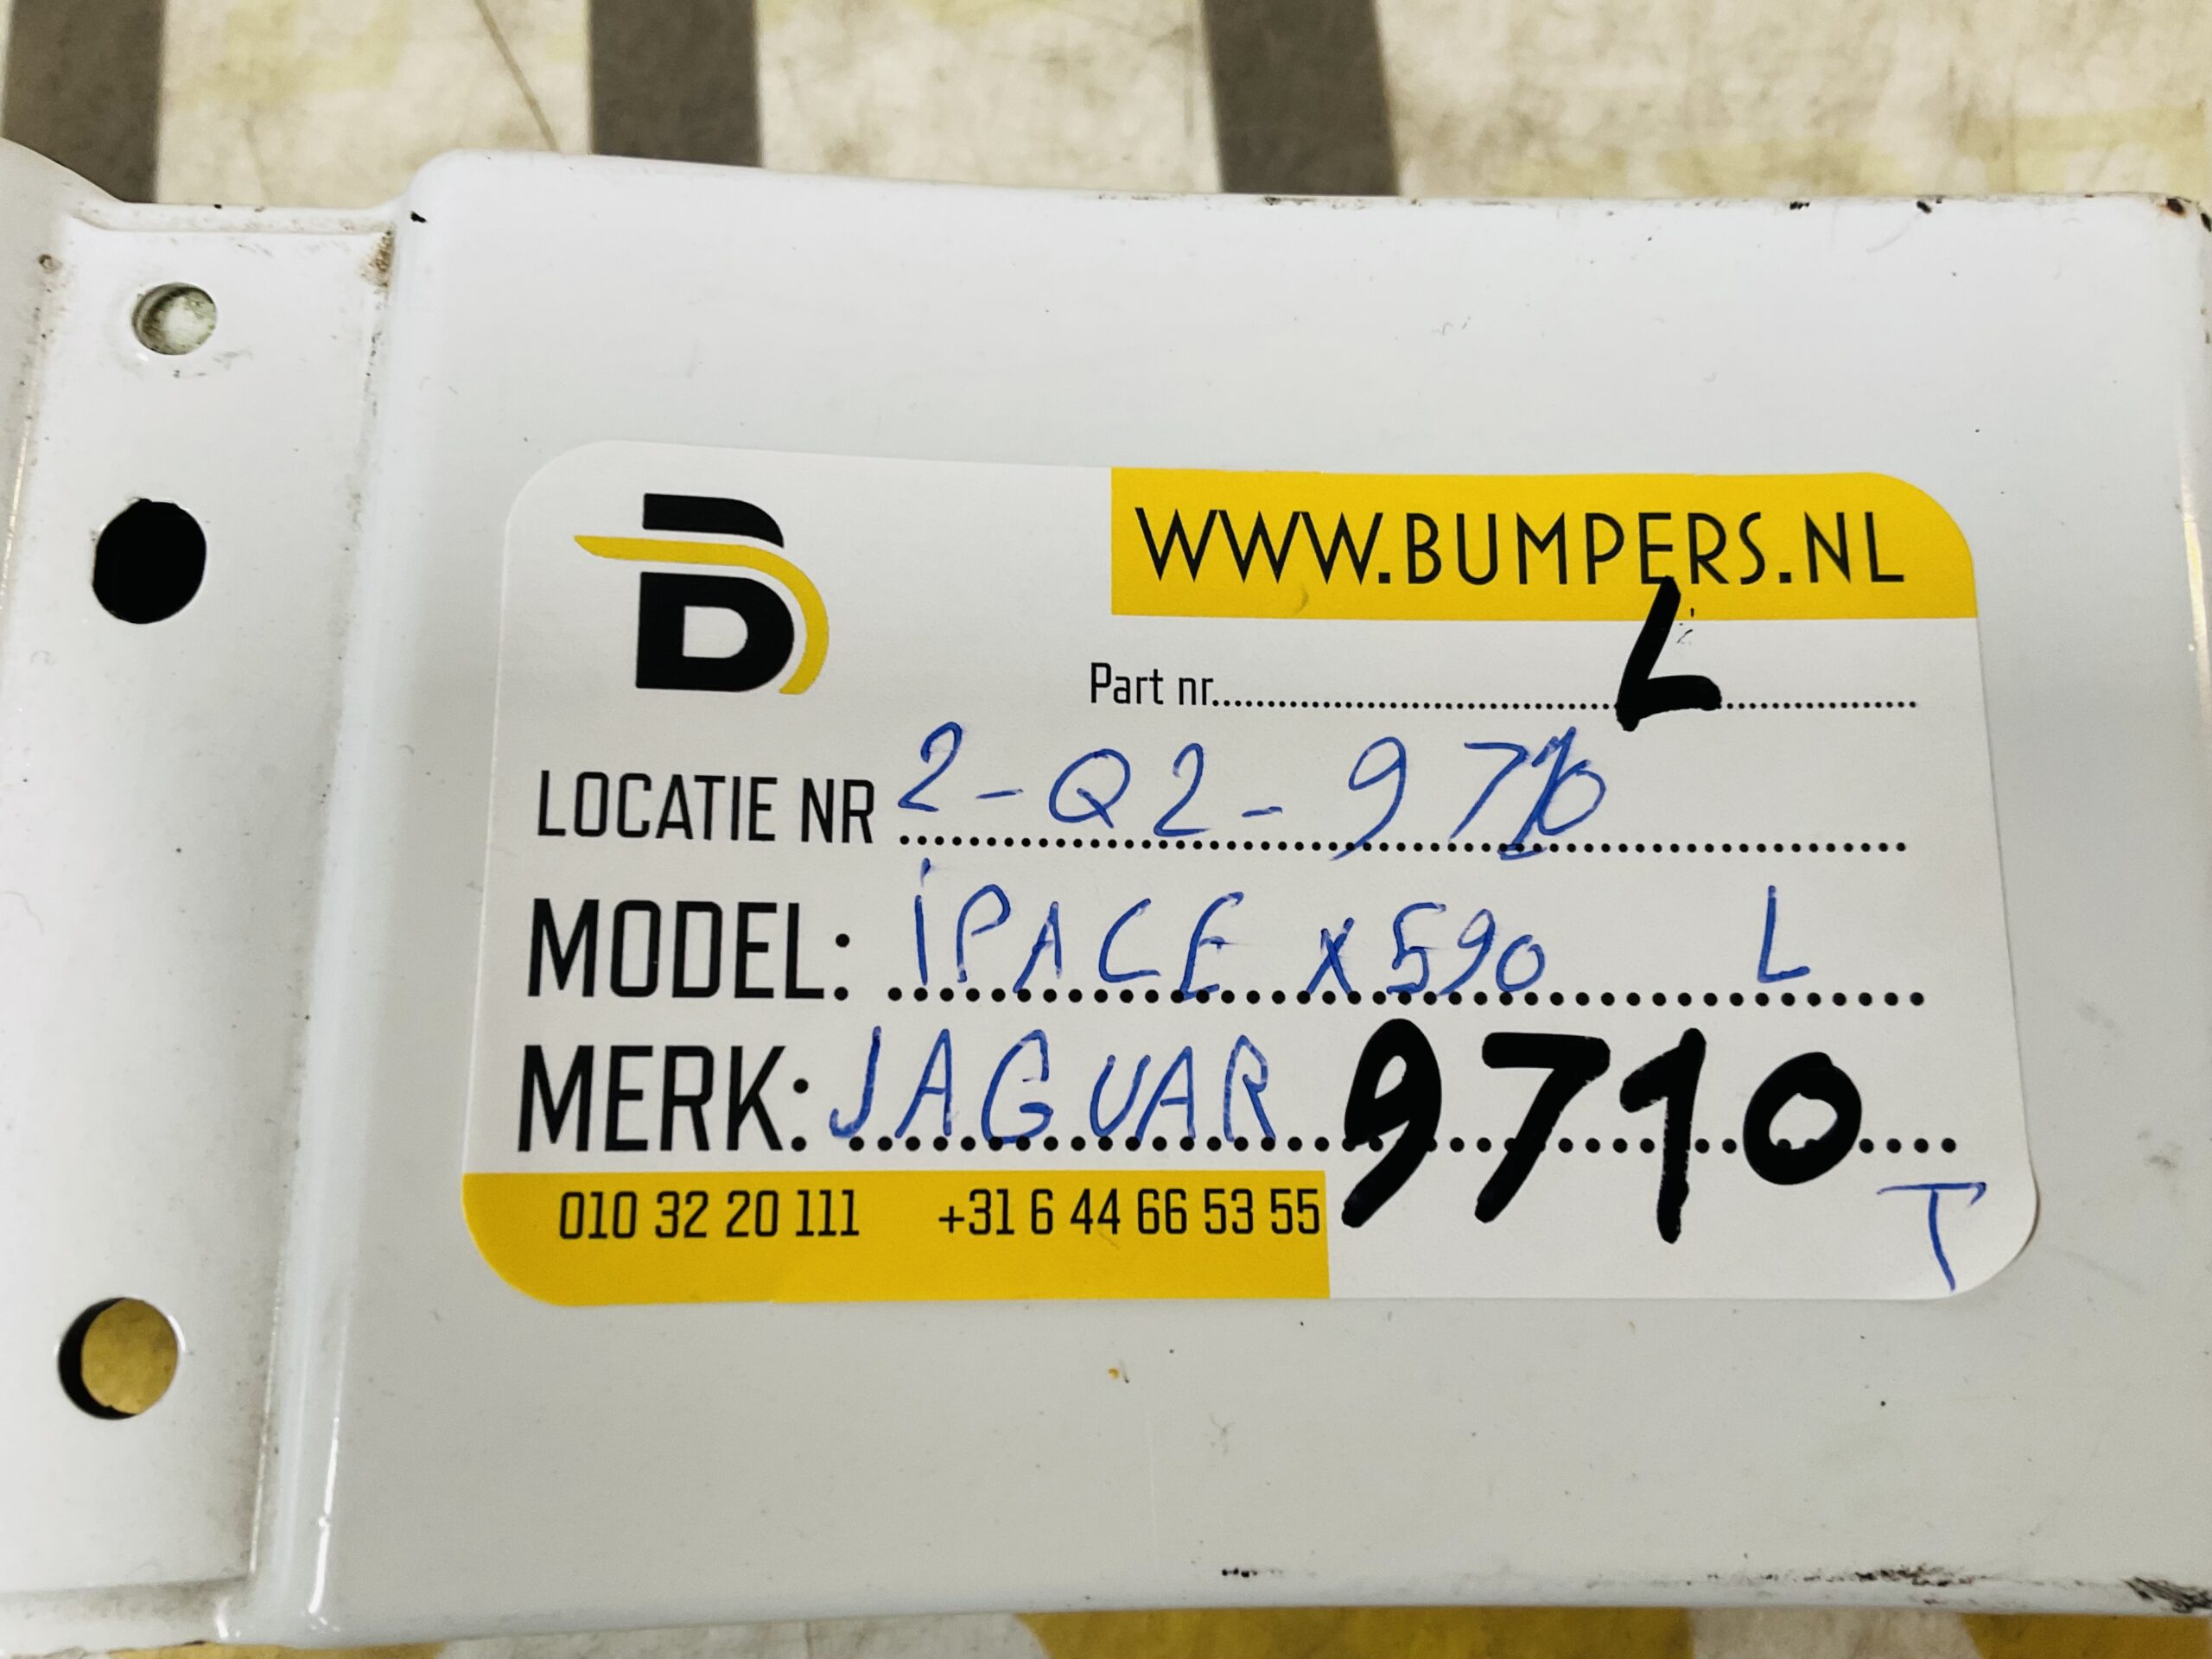 B
WWW.BUMPERS.NL
L
Part nr
LOCATIE NR 2-Q2-9710
MODEL: iPACE X590 L
MERK: JAGUAR 9710
010 32 20 111 +31 6 44 66 53 55
T